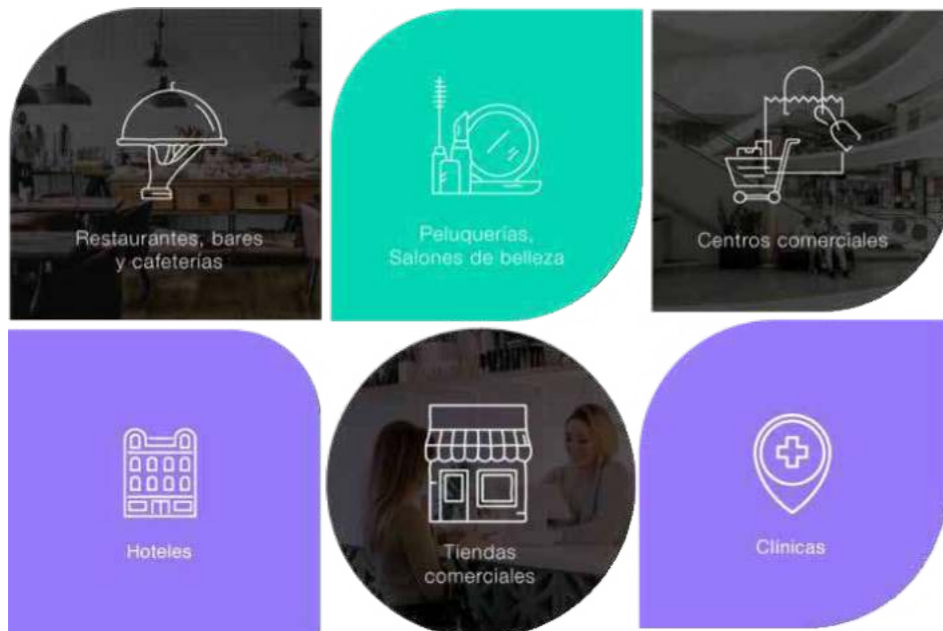 Restaurantes, bares
y cafeterías
Peluquerías,
Salones de belleza
Centros comerciales
Hoteles
Tiendas
comerciales
Clínicas